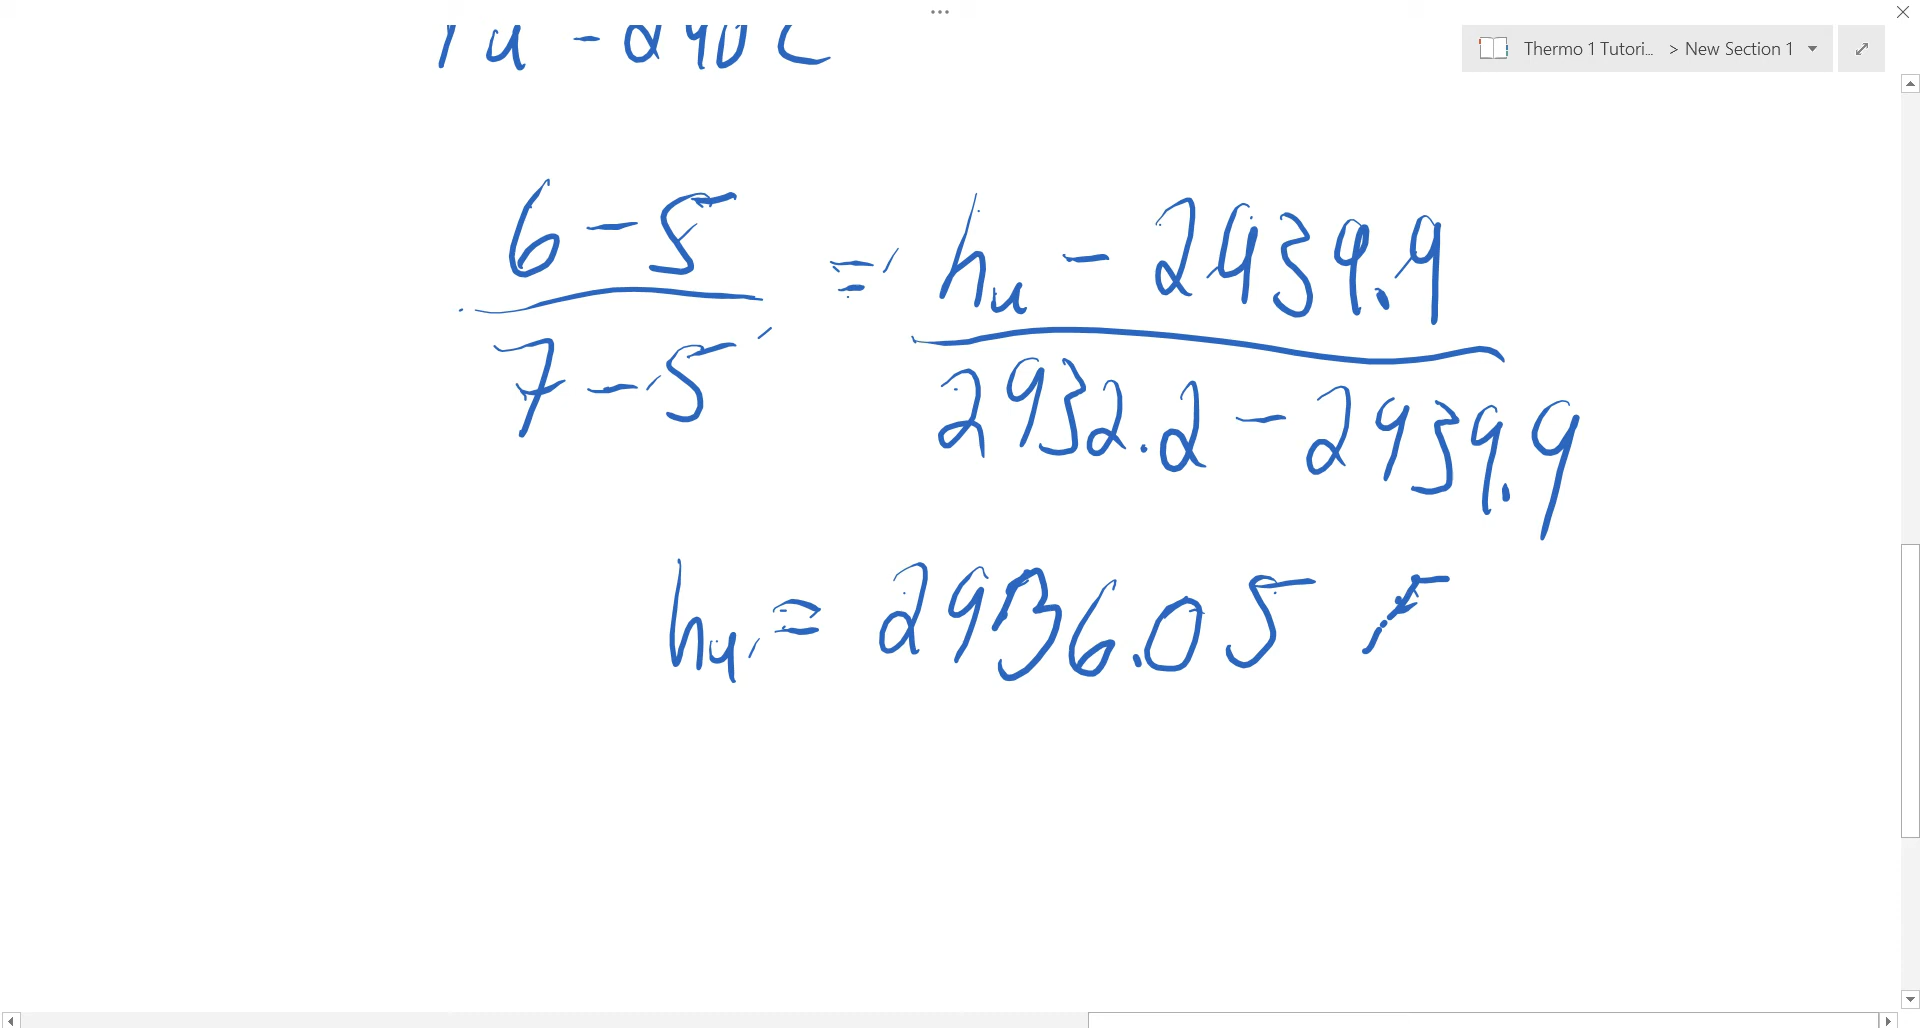 ...
Thermo 1 Tutori... > New Section 1
6 - 5 = h4 - 2939.9
7 - 5 2932.2 - 2939.9
h4 = 2936.05